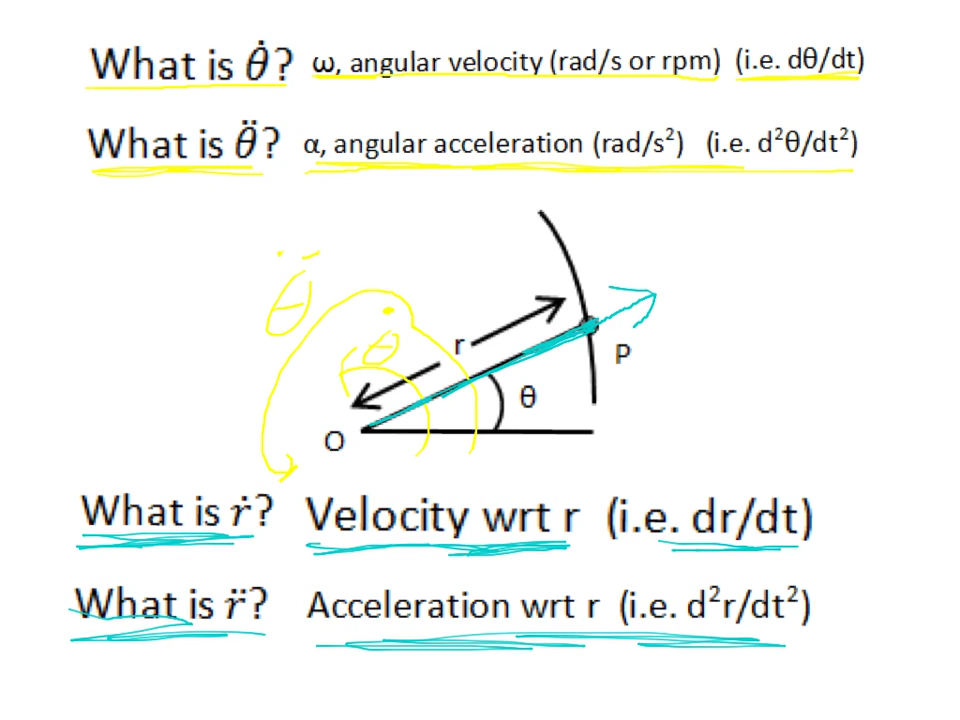 What is θ̇? ω, angular velocity (rad/s or rpm) (i.e. dθ/dt)
What is θ̈? α, angular acceleration (rad/s²) (i.e. d²θ/dt²)
θ̈
θ̇
r
P
θ
O
What is ṙ? Velocity wrt r (i.e. dr/dt)
What is r̈? Acceleration wrt r (i.e. d²r/dt²)